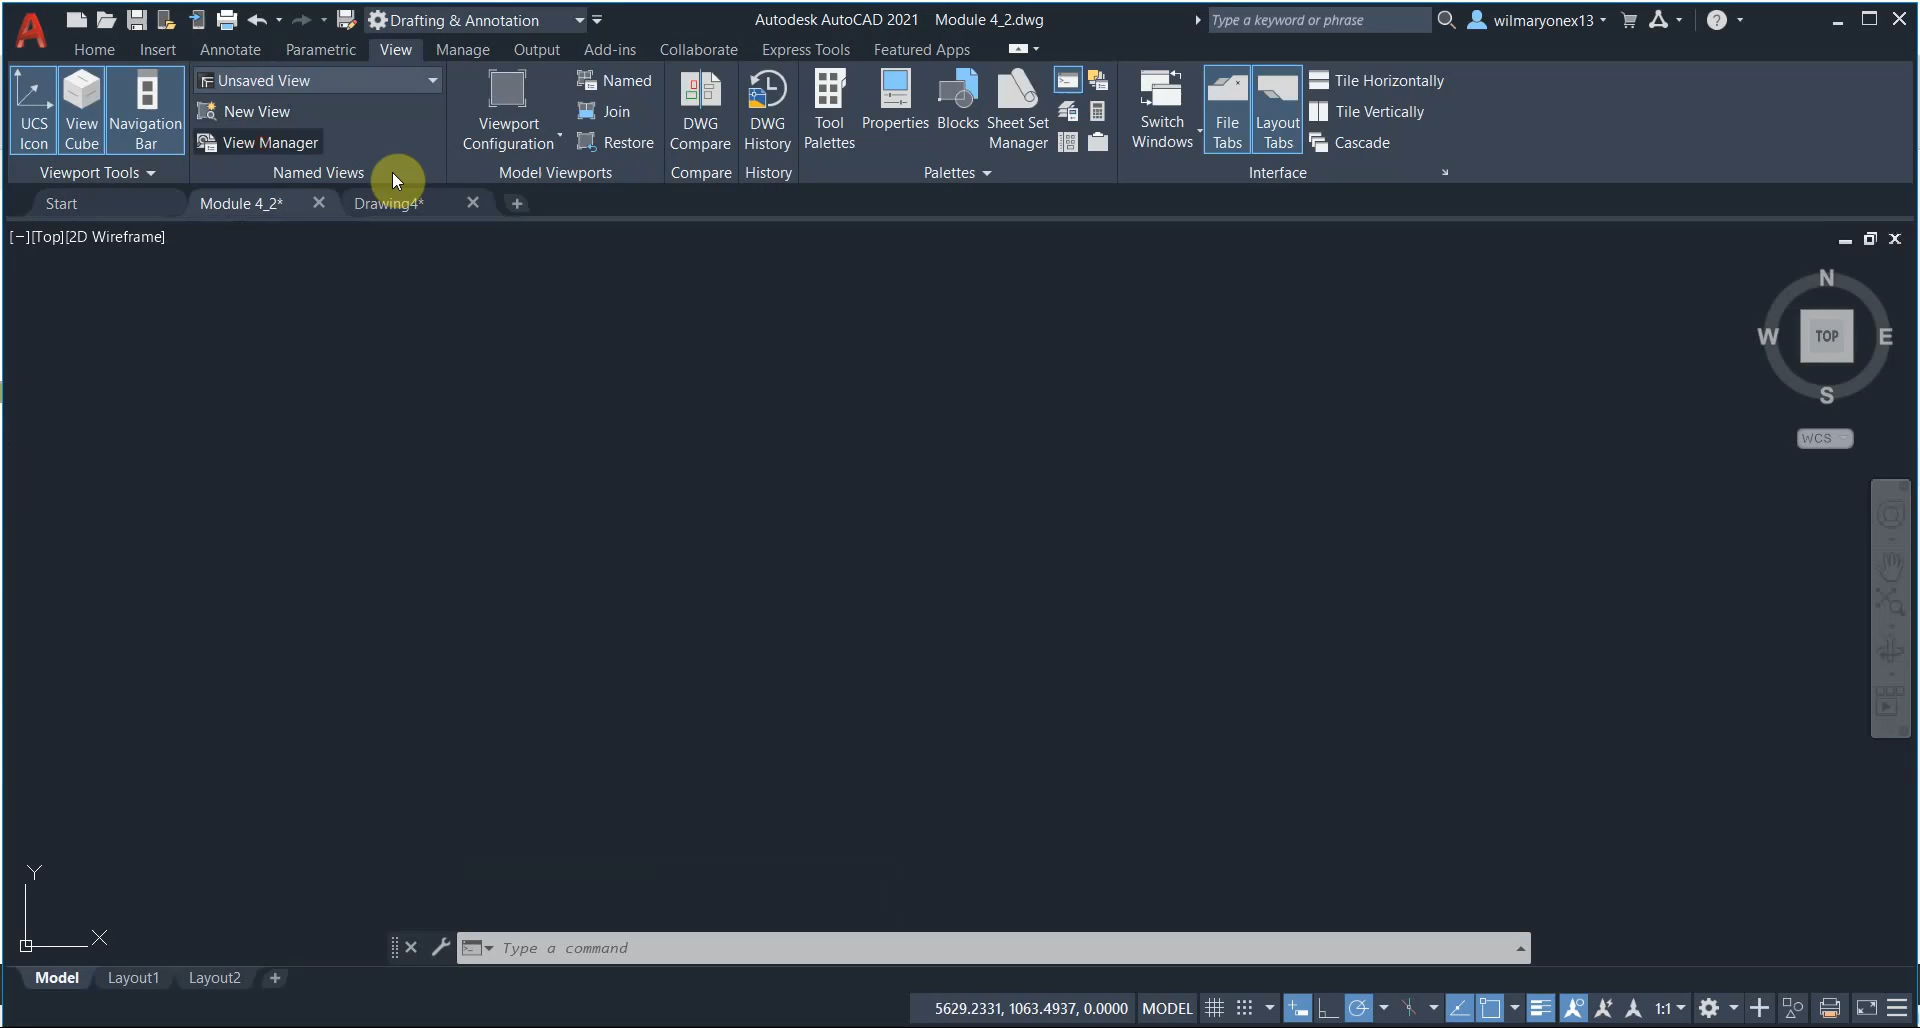 Drafting & Annotation
Autodesk AutoCAD 2021 Module 4_2.dwg
Type a keyword or phrase
wilmaryonex13
Home Insert Annotate Parametric View Manage Output Add-ins Collaborate Express Tools Featured Apps
UCS Icon
View Cube
Navigation Bar
Viewport Tools
Unsaved View
New View
View Manager
Named Views
Viewport Configuration
Named
Join
Restore
Model Viewports
DWG Compare
Compare
DWG History
History
Tool Palettes
Properties
Blocks
Sheet Set Manager
Palettes
Switch Windows
File Tabs
Layout Tabs
Tile Horizontally
Tile Vertically
Cascade
Interface
Start Module 4_2* Drawing4*
[−][Top][2D Wireframe]
N
W TOP E
S
WCS
Y
X
Type a command
Model Layout1 Layout2
5629.2331, 1063.4937, 0.0000 MODEL 1:1